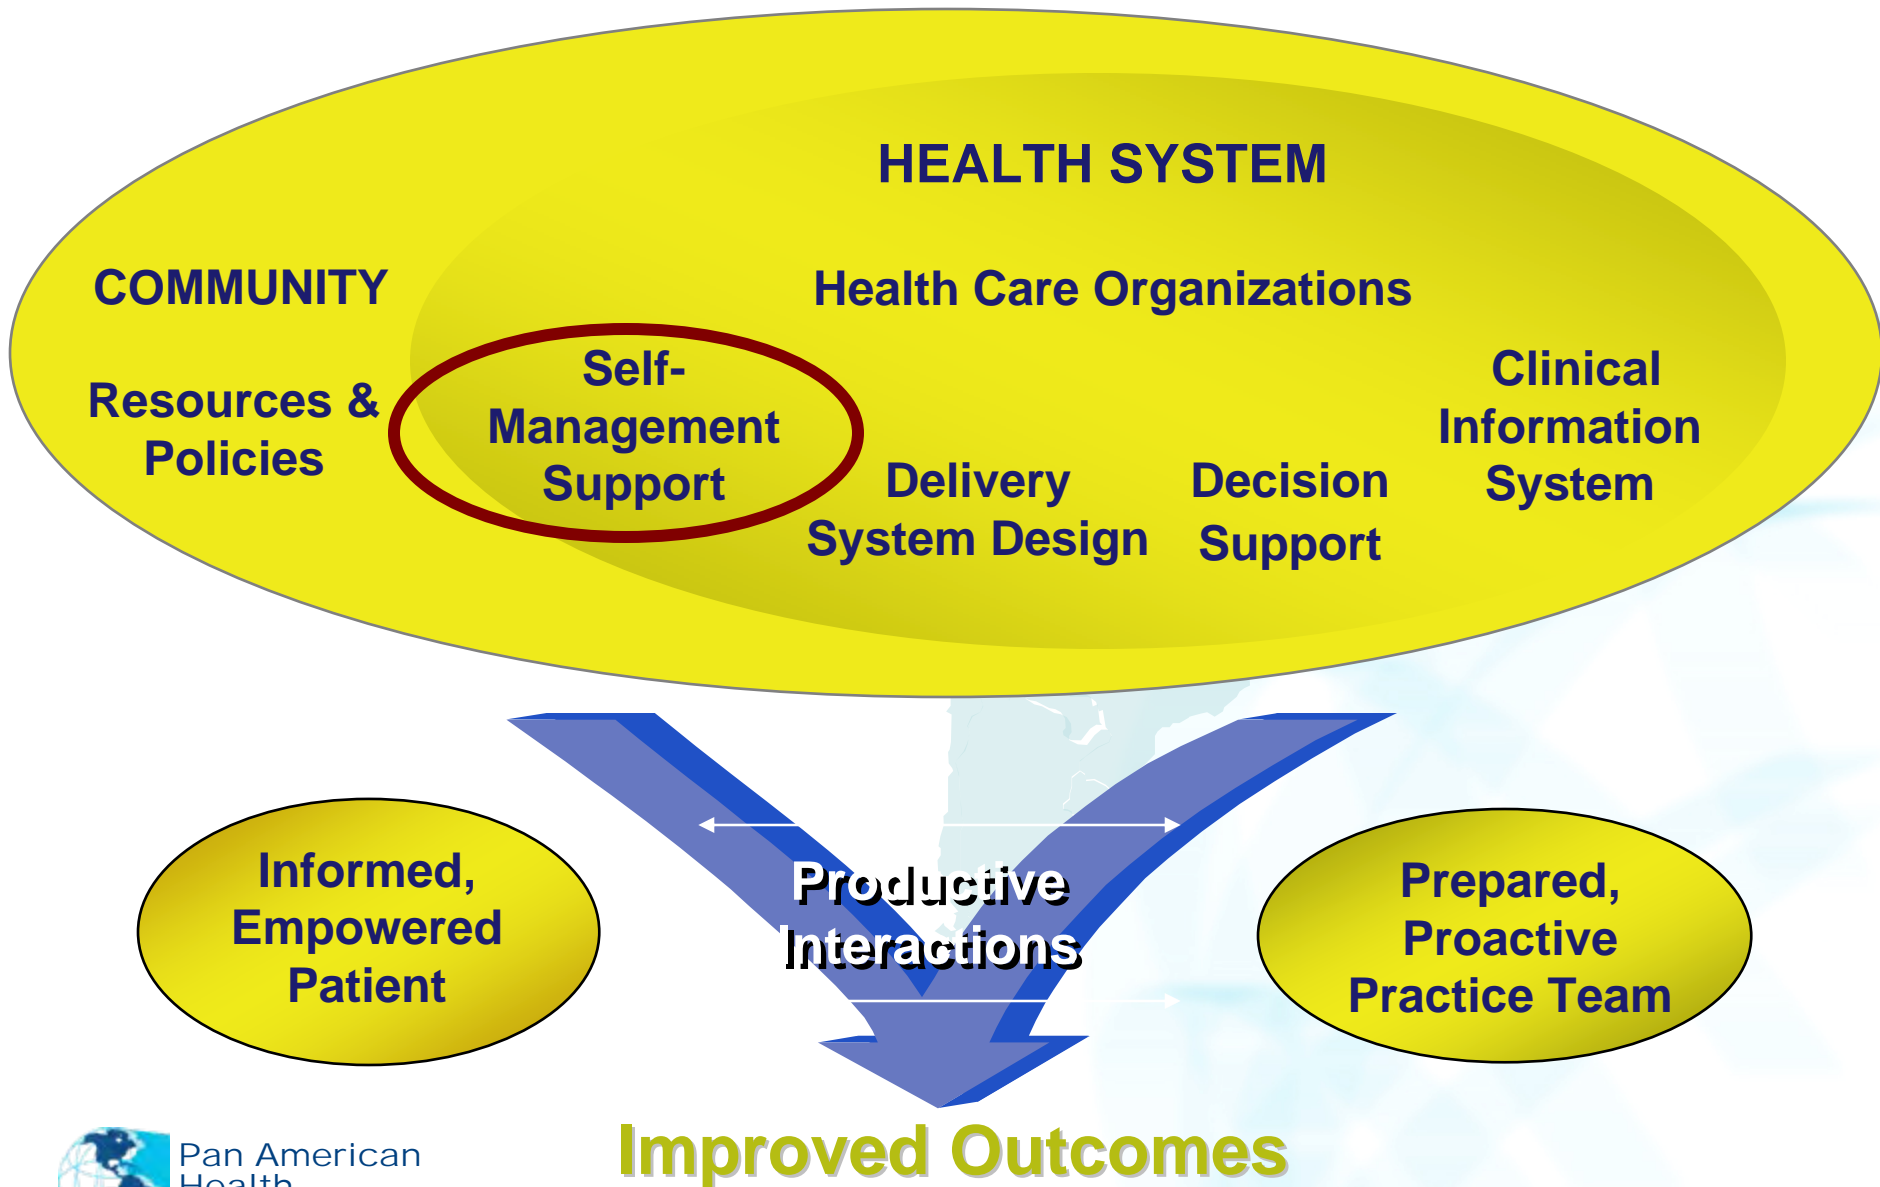 HEALTH SYSTEM
COMMUNITY
Health Care Organizations
Resources &
Policies
Self-
Management
Support
Delivery
System Design
Decision
Support
Clinical
Information
System
Informed,
Empowered
Patient
Productive
Interactions
Prepared,
Proactive
Practice Team
Improved Outcomes
Pan American
Health